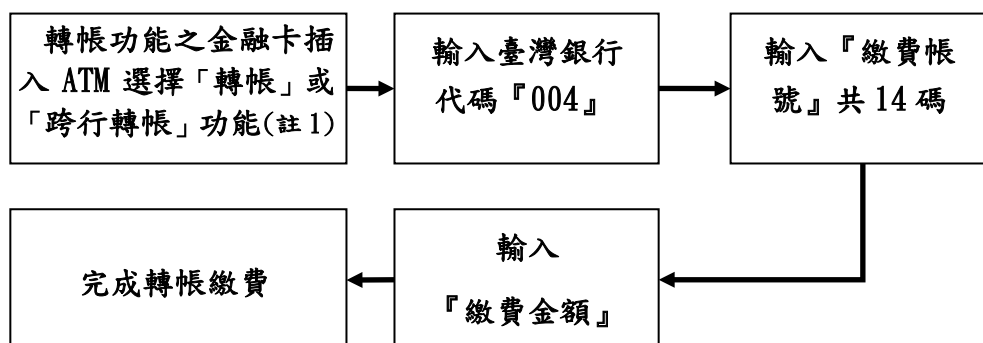 轉帳功能之金融卡插
入 ATM 選擇「轉帳」或
「跨行轉帳」功能(註 1)
輸入臺灣銀行
代碼『004』
輸入『繳費帳
號』共 14 碼
輸入
『繳費金額』
完成轉帳繳費